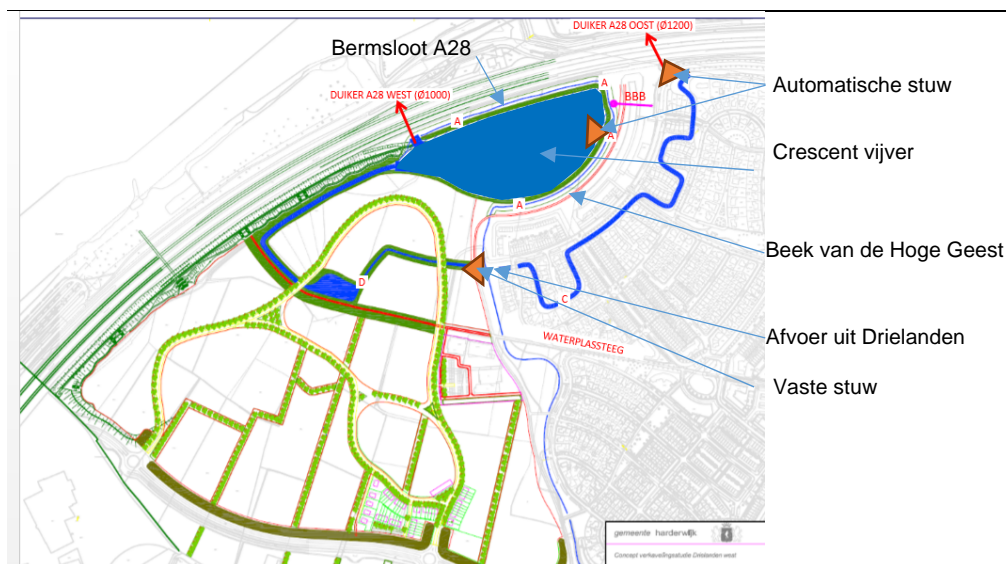 DUIKER A28 OOST (Ø1200)
Bermsloot A28
A
BBB
Automatische stuw
DUIKER A28 WEST (Ø1000)
A
A
Crescent vijver
A
Beek van de Hoge Geest
D
C
WATERPLASSTEEG
Afvoer uit Drielanden
Vaste stuw
gemeente harderwijk
Concept verkavelingsstudie Drielanden west